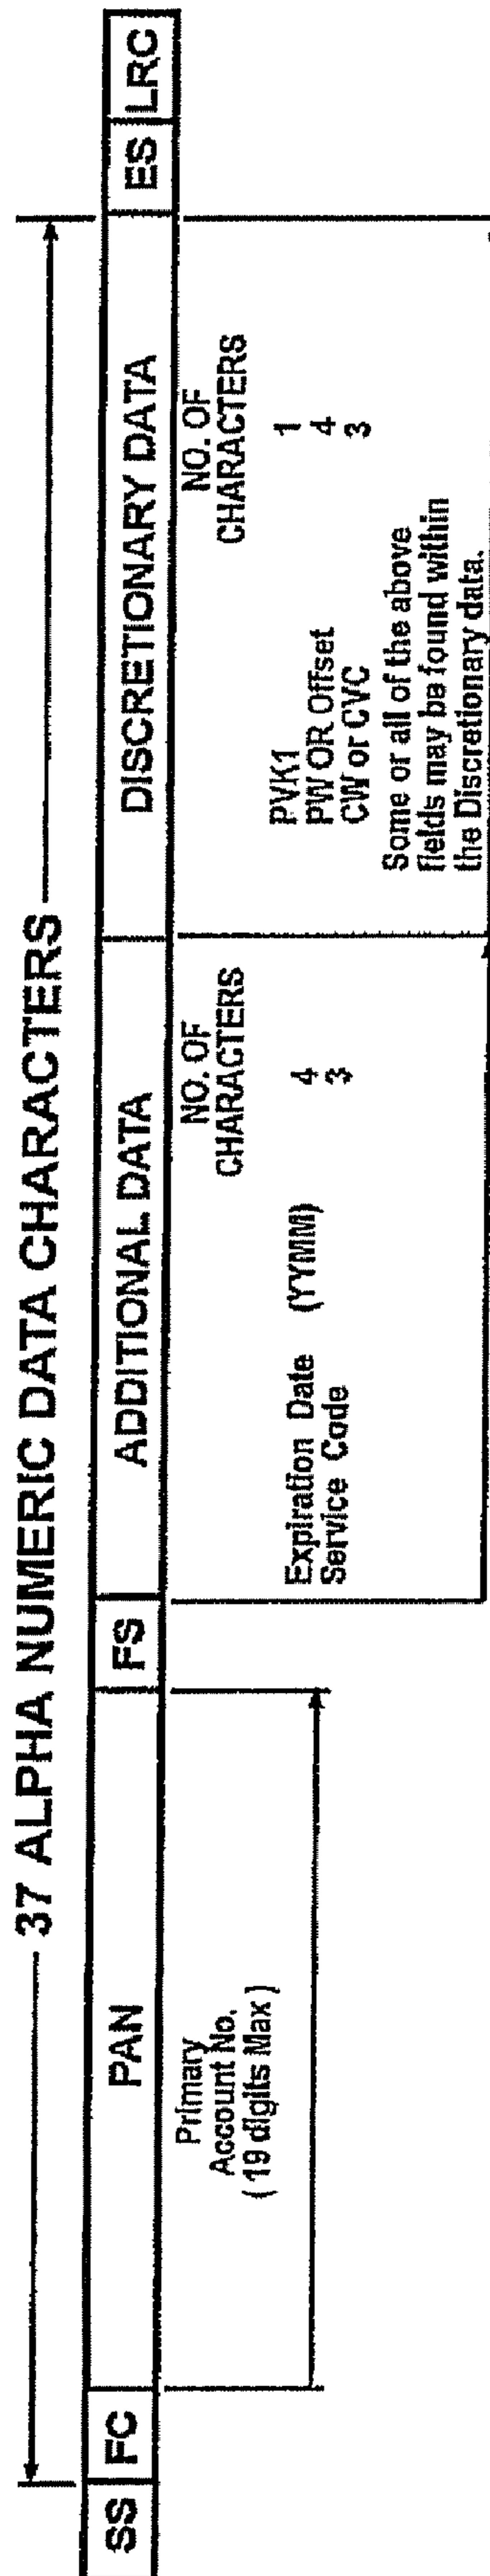 37 ALPHA NUMERIC DATA CHARACTERS
SS FC PAN FS ADDITIONAL DATA DISCRETIONARY DATA ES LRC
Primary
Account No.
(19 digits Max)
NO. OF
CHARACTERS
Expiration Date (YYMM) 4
Service Code 3
NO. OF
CHARACTERS
PVK1 1
PW OR Offset 4
CW or CVC 3
Some or all of the above
fields may be found within
the Discretionary data.